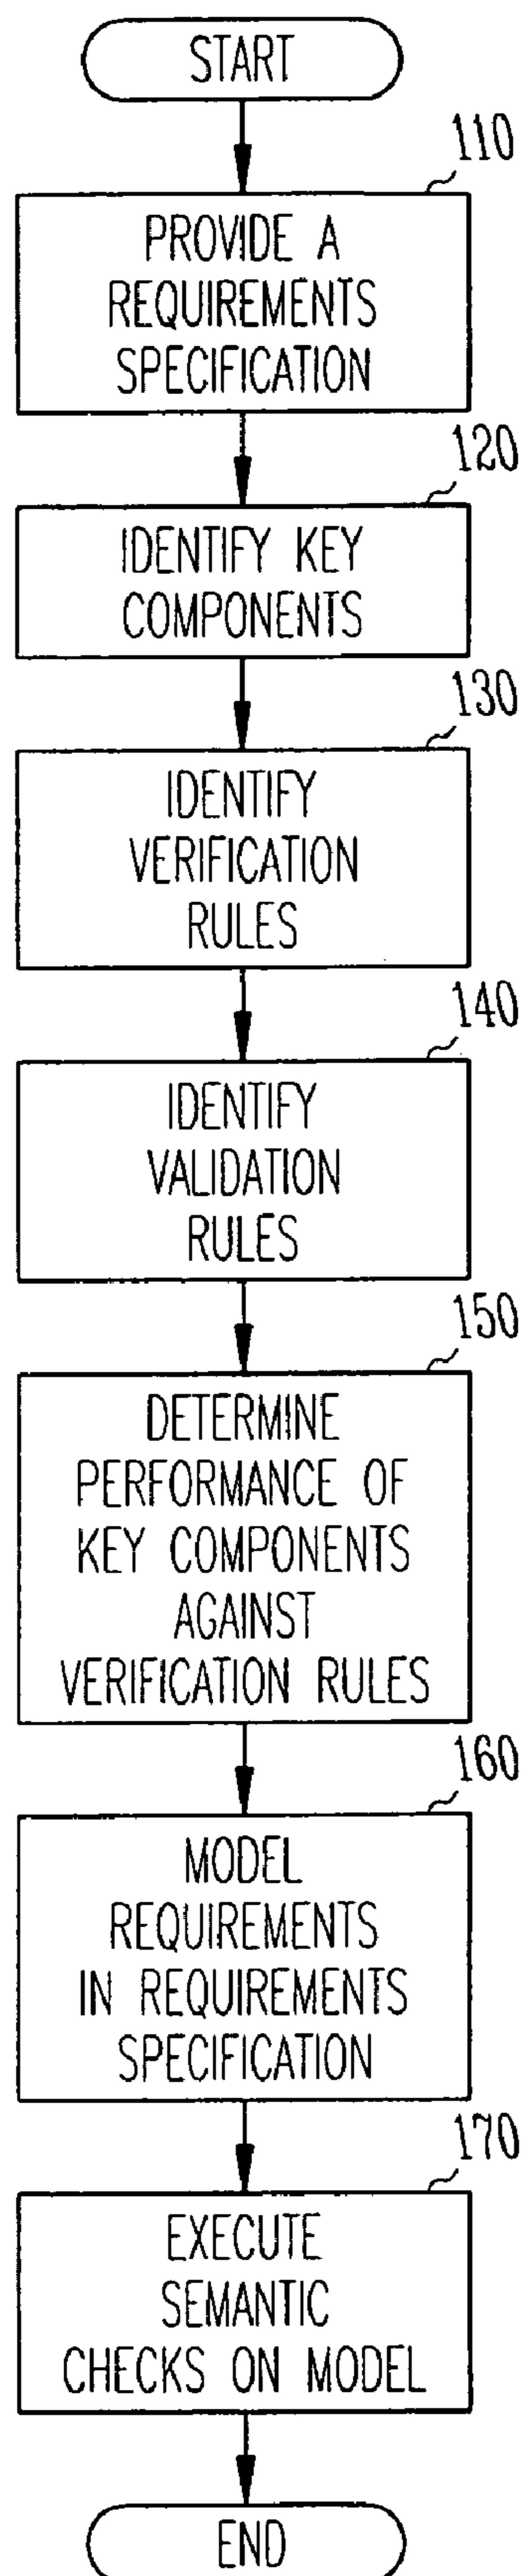 START
110
PROVIDE A
REQUIREMENTS
SPECIFICATION
120
IDENTIFY KEY
COMPONENTS
130
IDENTIFY
VERIFICATION
RULES
140
IDENTIFY
VALIDATION
RULES
150
DETERMINE
PERFORMANCE OF
KEY COMPONENTS
AGAINST
VERIFICATION RULES
160
MODEL
REQUIREMENTS
IN REQUIREMENTS
SPECIFICATION
170
EXECUTE
SEMANTIC
CHECKS ON MODEL
END